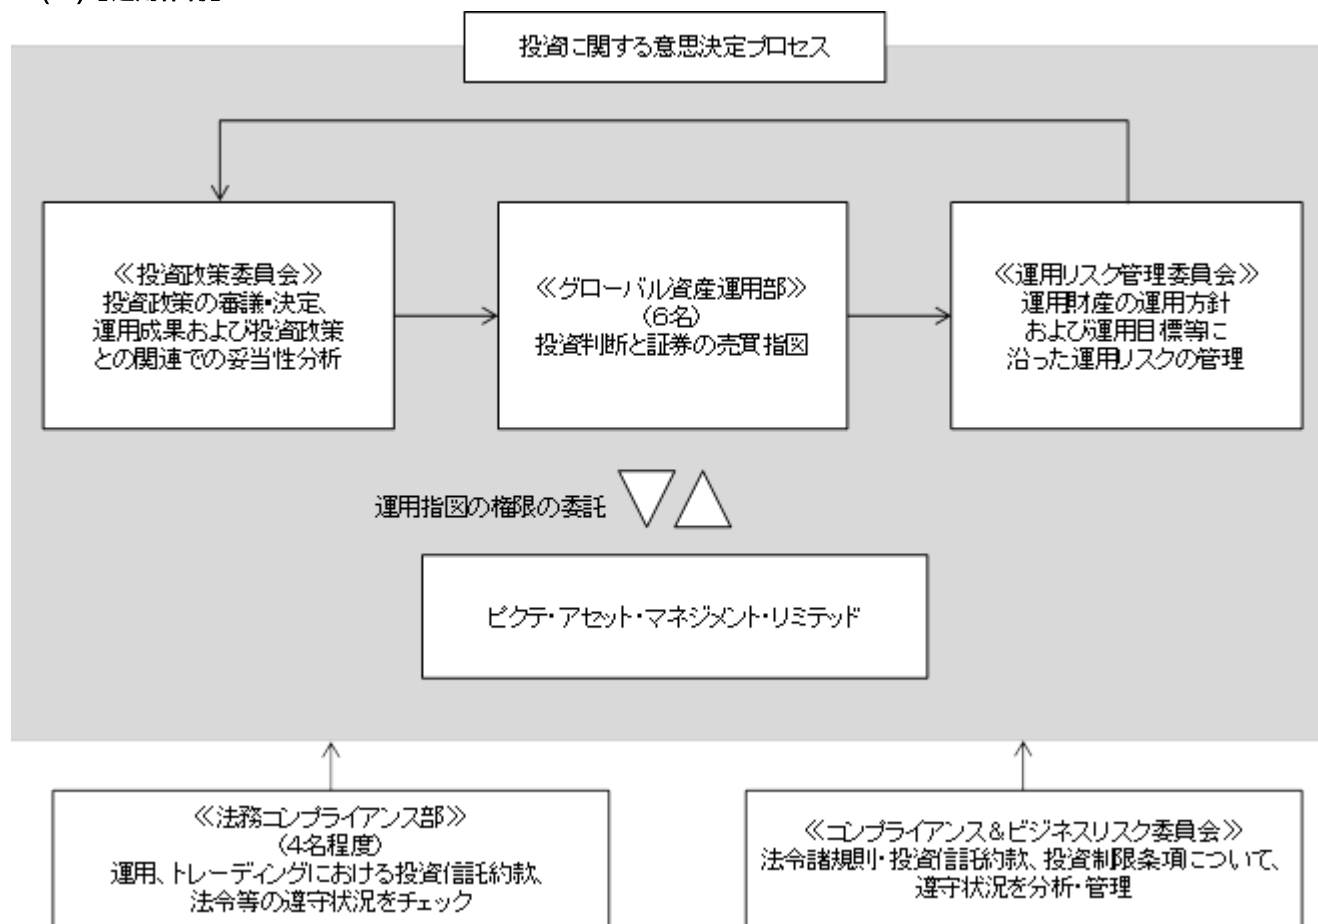 投資に関する意思決定プロセス
≪投資政策委員会≫
投資政策の審議・決定、
運用成果および投資政策
との関連での妥当性分析
≪グローバル資産運用部≫
(6名)
投資判断と証券の売買指図
≪運用リスク管理委員会≫
運用財産の運用方針
および運用目標等に
沿った運用リスクの管理
運用指図の権限の委託
ピクテ・アセット・マネジメント・リミテッド
≪法務コンプライアンス部≫
(4名程度)
運用、トレーディングにおける投資信託約款、
法令等の遵守状況をチェック
≪コンプライアンス&ビジネスリスク委員会≫
法令諸規則・投資信託約款、投資制限条項について、
遵守状況を分析・管理